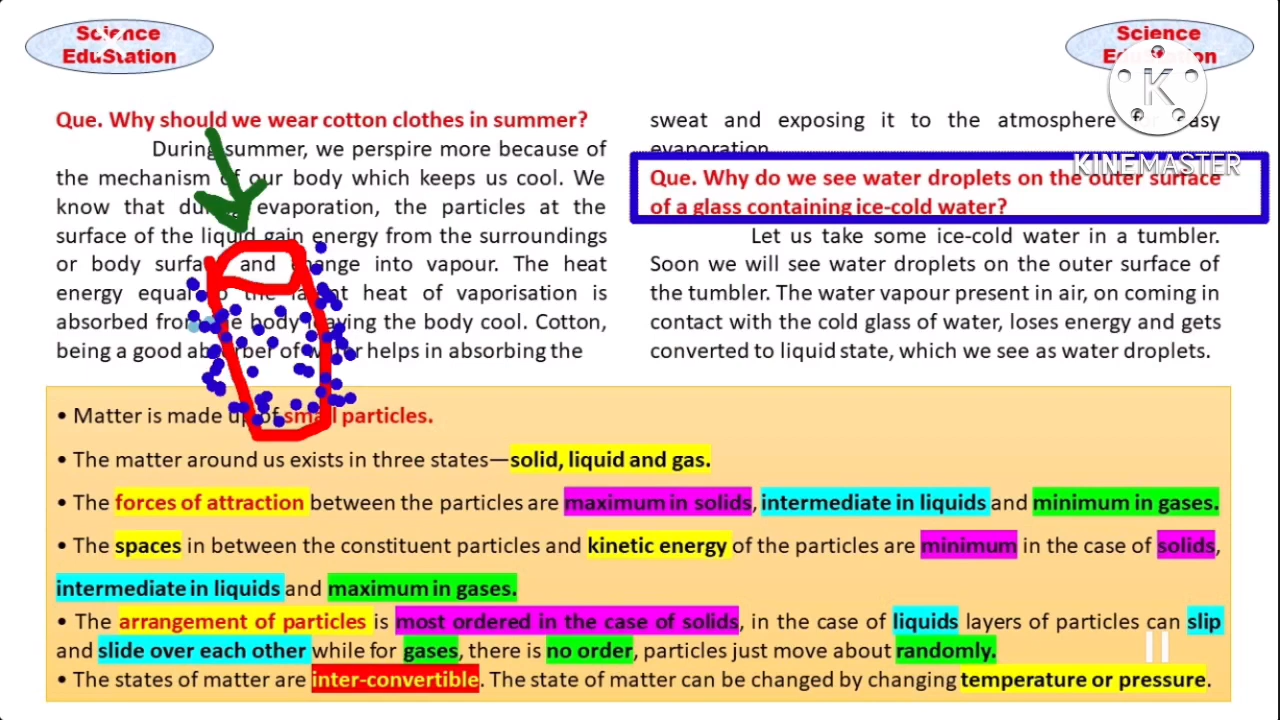 Science
EduStation
Science
KINEMASTER
Que. Why should we wear cotton clothes in summer?
During summer, we perspire more because of
the mechanism of our body which keeps us cool. We
know that during evaporation, the particles at the
surface of the liquid gain energy from the surroundings
or body surface and change into vapour. The heat
energy equal to the latent heat of vaporisation is
absorbed from the body leaving the body cool. Cotton,
being a good absorber of water helps in absorbing the
sweat and exposing it to the atmosphere for easy
evaporation
Que. Why do we see water droplets on the outer surface
of a glass containing ice-cold water?
Let us take some ice-cold water in a tumbler.
Soon we will see water droplets on the outer surface of
the tumbler. The water vapour present in air, on coming in
contact with the cold glass of water, loses energy and gets
converted to liquid state, which we see as water droplets.
• Matter is made up of small particles.
• The matter around us exists in three states—solid, liquid and gas.
• The forces of attraction between the particles are maximum in solids, intermediate in liquids and minimum in gases.
• The spaces in between the constituent particles and kinetic energy of the particles are minimum in the case of solids,
intermediate in liquids and maximum in gases.
• The arrangement of particles is most ordered in the case of solids, in the case of liquids layers of particles can slip
and slide over each other while for gases, there is no order, particles just move about randomly.
• The states of matter are inter-convertible. The state of matter can be changed by changing temperature or pressure.